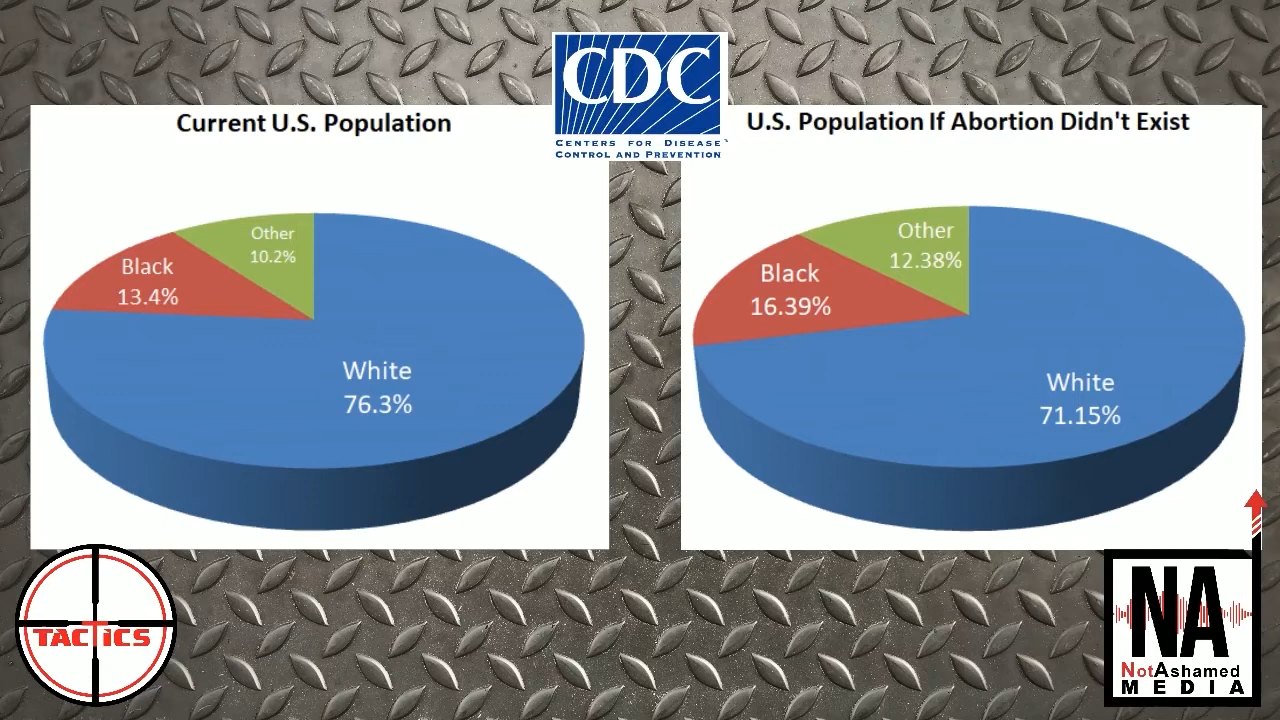 CDC
CENTERS FOR DISEASE
CONTROL AND PREVENTION
Current U.S. Population
Other
10.2%
Black
13.4%
White
76.3%
U.S. Population If Abortion Didn't Exist
Other
12.38%
Black
16.39%
White
71.15%
TACTICS
NA
NotAshamed
MEDIA